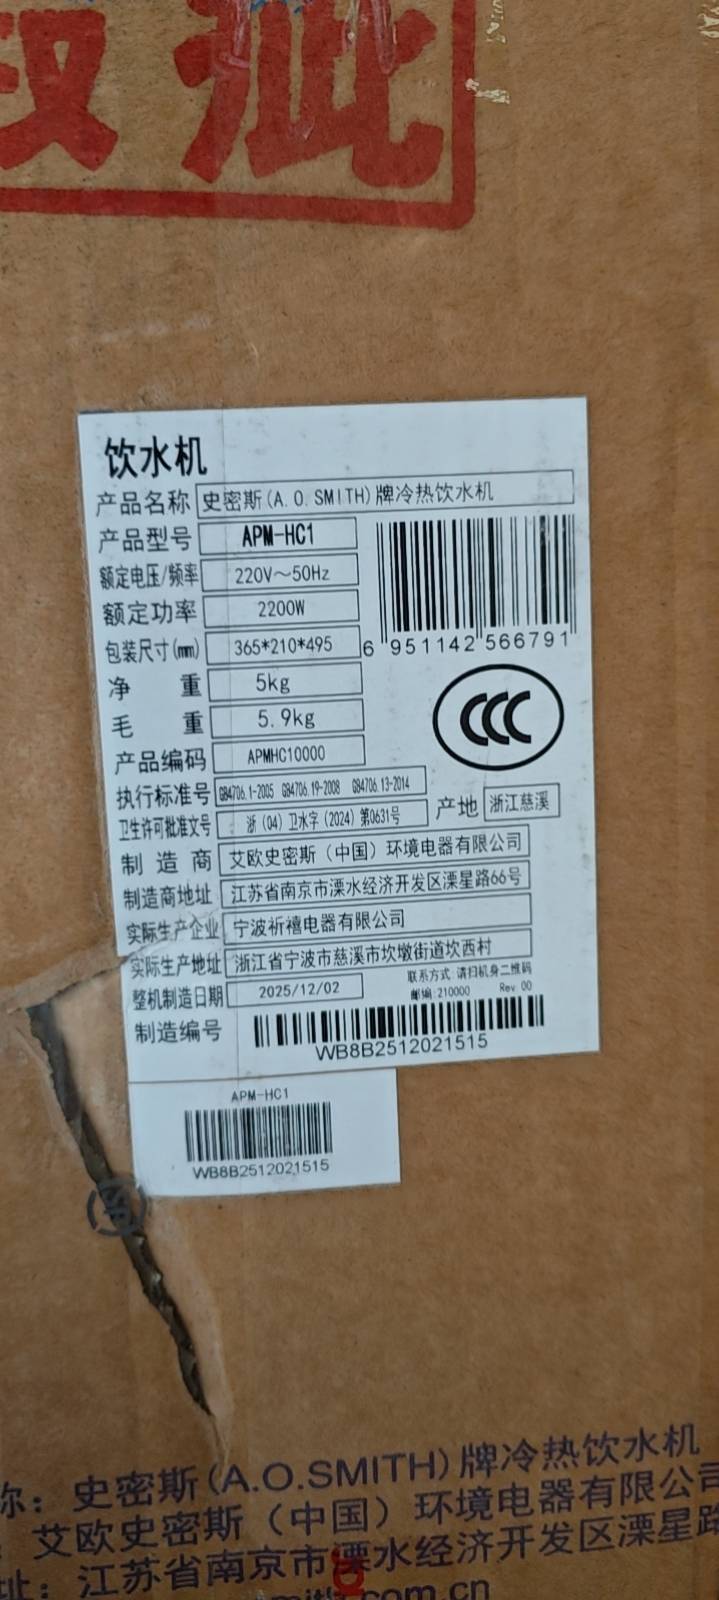 疵
饮水机
产品名称 史密斯(A.O.SMITH)牌冷热饮水机
产品型号 APM-HC1
额定电压/频率 220V～50Hz
额定功率 2200W
包装尺寸(mm) 365*210*495
6 951142 566791
净 重 5kg
毛 重 5.9kg
CCC
产品编码 APMHC10000
执行标准号 GB4706.1-2005 GB4706.19-2008 GB4706.13-2014
卫生许可批准文号 浙(04)卫水字(2024)第0631号
产地 浙江慈溪
制造商 艾欧史密斯（中国）环境电器有限公司
制造商地址 江苏省南京市溧水经济开发区溧星路66号
实际生产企业 宁波祈禧电器有限公司
实际生产地址 浙江省宁波市慈溪市坎墩街道坎西村
整机制造日期 2025/12/02
联系方式:请扫机身二维码
邮编:210000 Rev 00
制造编号
WB8B2512021515
APM-HC1
WB8B2512021515
称：史密斯(A.O.SMITH)牌冷热饮水机
：艾欧史密斯（中国）环境电器有限公司
址：江苏省南京市溧水经济开发区溧星路
smith.com.cn